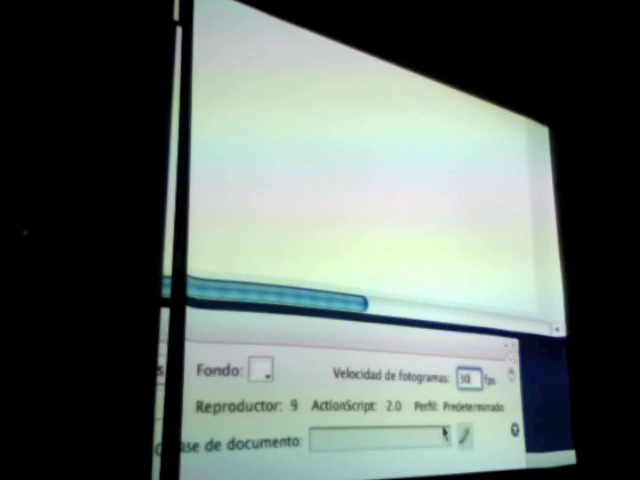 Fondo: Velocidad de fotogramas: 30 fps
Reproductor: 9 ActionScript: 2.0 Perfil: Predeterminado
ase de documento: